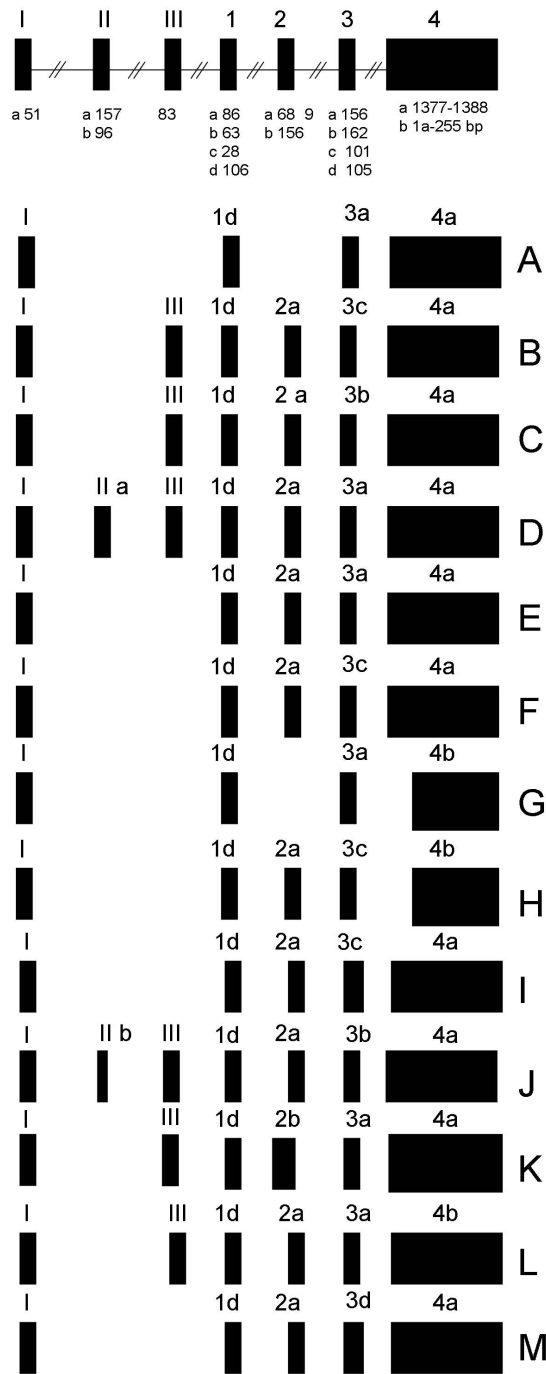 I II III 1 2 3 4
a 51 a 157 83 a 86 a 68 9 a 156 a 1377-1388
b 96 b 63 b 156 b 162 b 1a-255 bp
c 28 c 101
d 106 d 105
I 1d 3a 4a
A
I III 1d 2a 3c 4a
B
I III 1d 2 a 3b 4a
C
I II a III 1d 2a 3a 4a
D
I 1d 2a 3a 4a
E
I 1d 2a 3c 4a
F
I 1d 3a 4b
G
I 1d 2a 3c 4b
H
I 1d 2a 3c 4a
I
I II b III 1d 2a 3b 4a
J
I III 1d 2b 3a 4a
K
I III 1d 2a 3a 4b
L
I 1d 2a 3d 4a
M